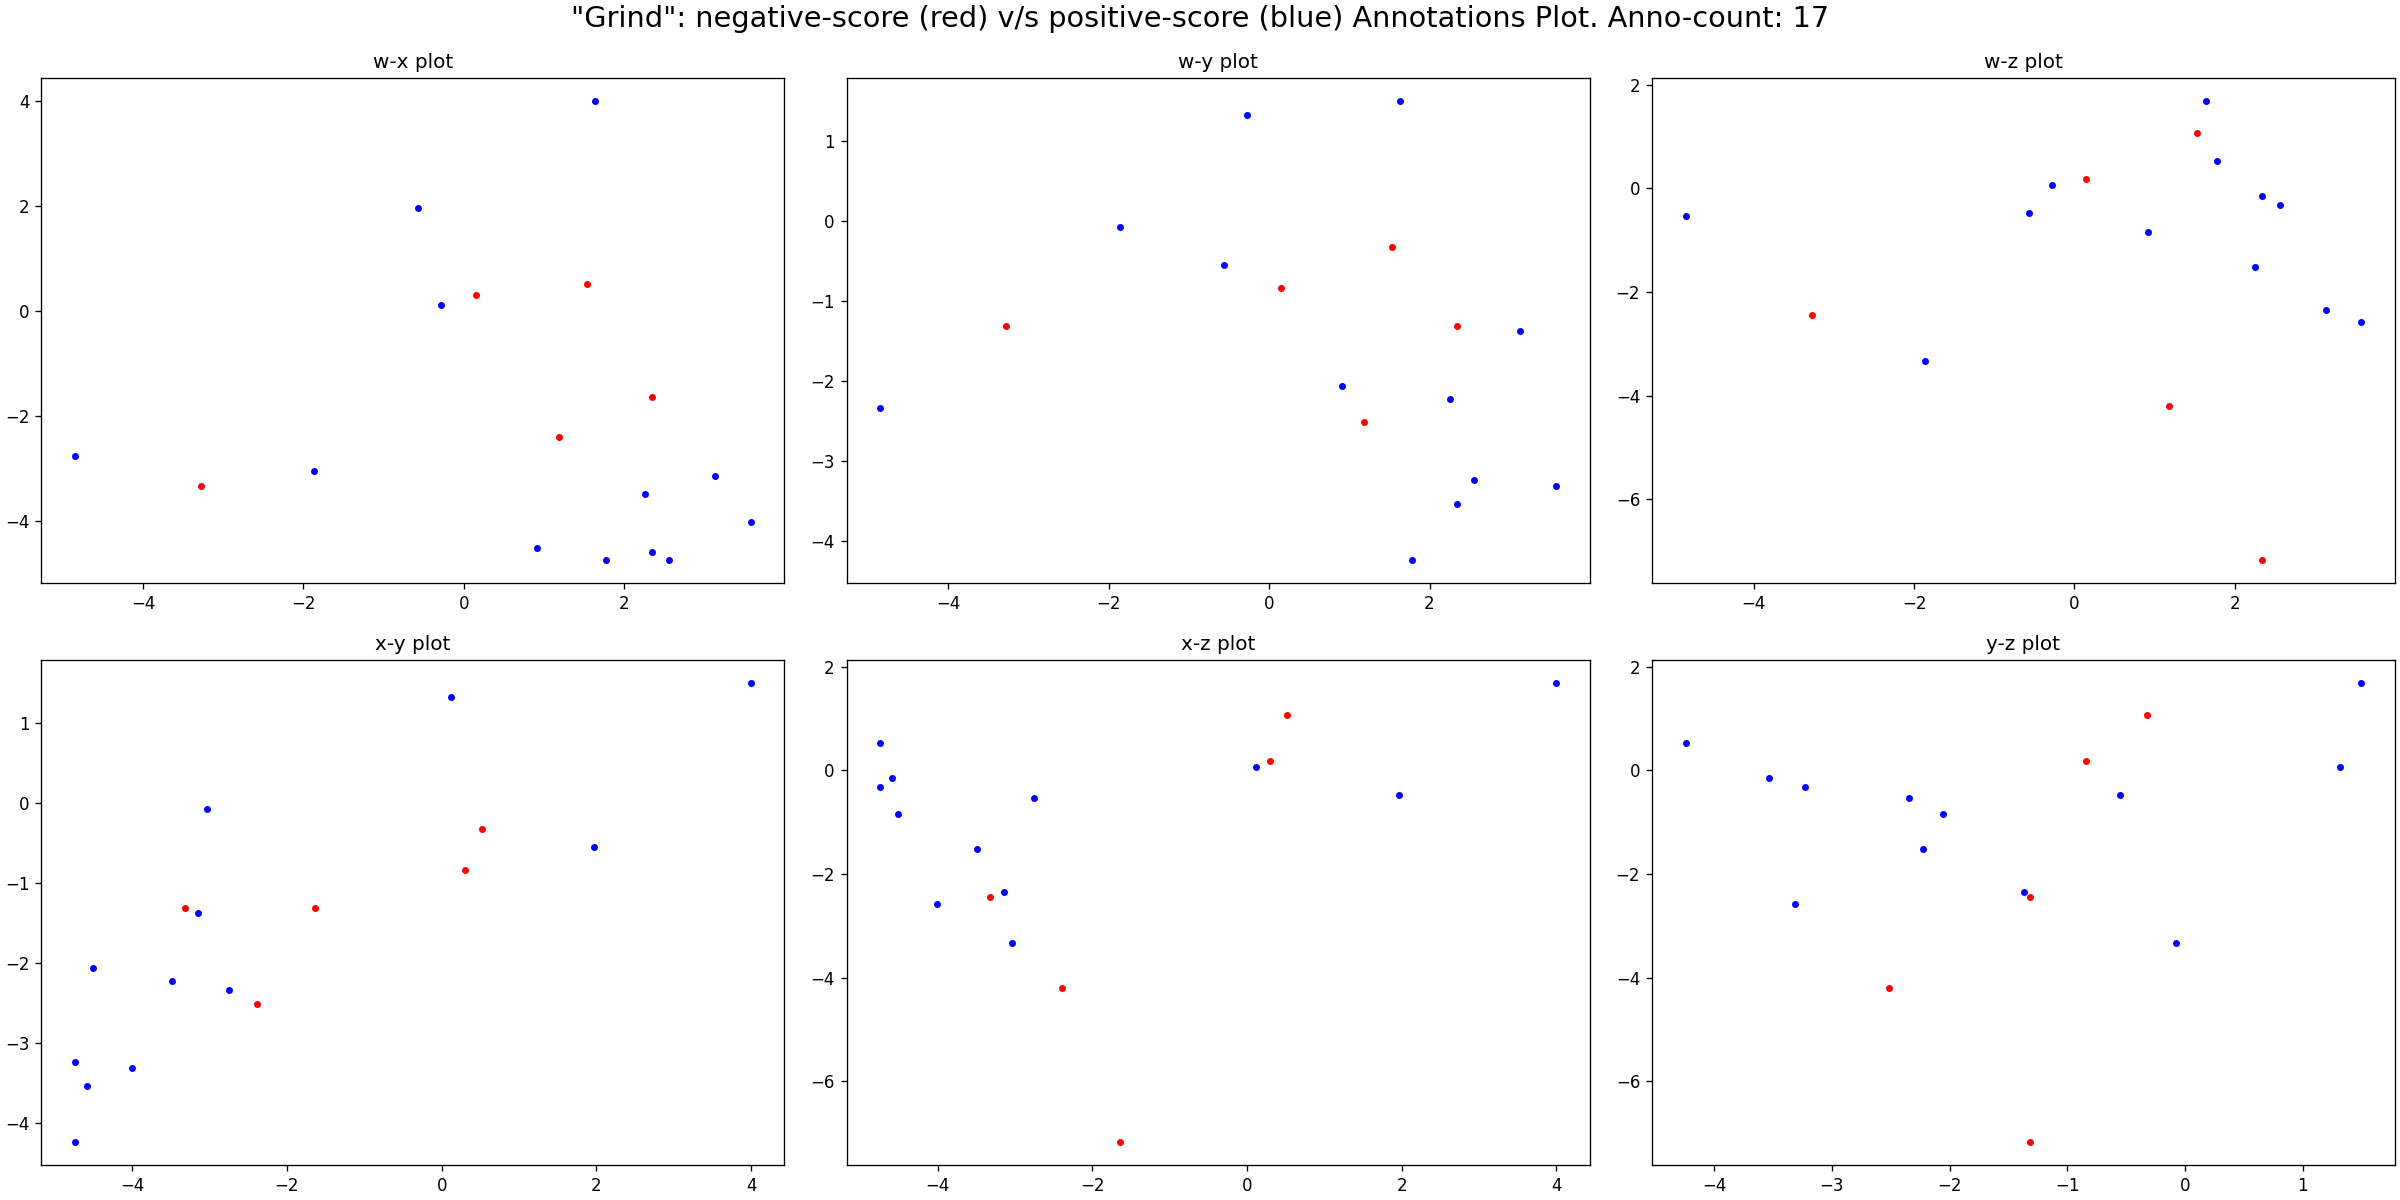 "Grind": negative-score (red) v/s positive-score (blue) Annotations Plot. Anno-count: 17
w-x plot
4
2
0
−2
−4
−4 −2 0 2
w-y plot
1
0
−1
−2
−3
−4
−4 −2 0 2
w-z plot
2
0
−2
−4
−6
−4 −2 0 2
x-y plot
1
0
−1
−2
−3
−4
−4 −2 0 2 4
x-z plot
2
0
−2
−4
−6
−4 −2 0 2 4
y-z plot
2
0
−2
−4
−6
−4 −3 −2 −1 0 1